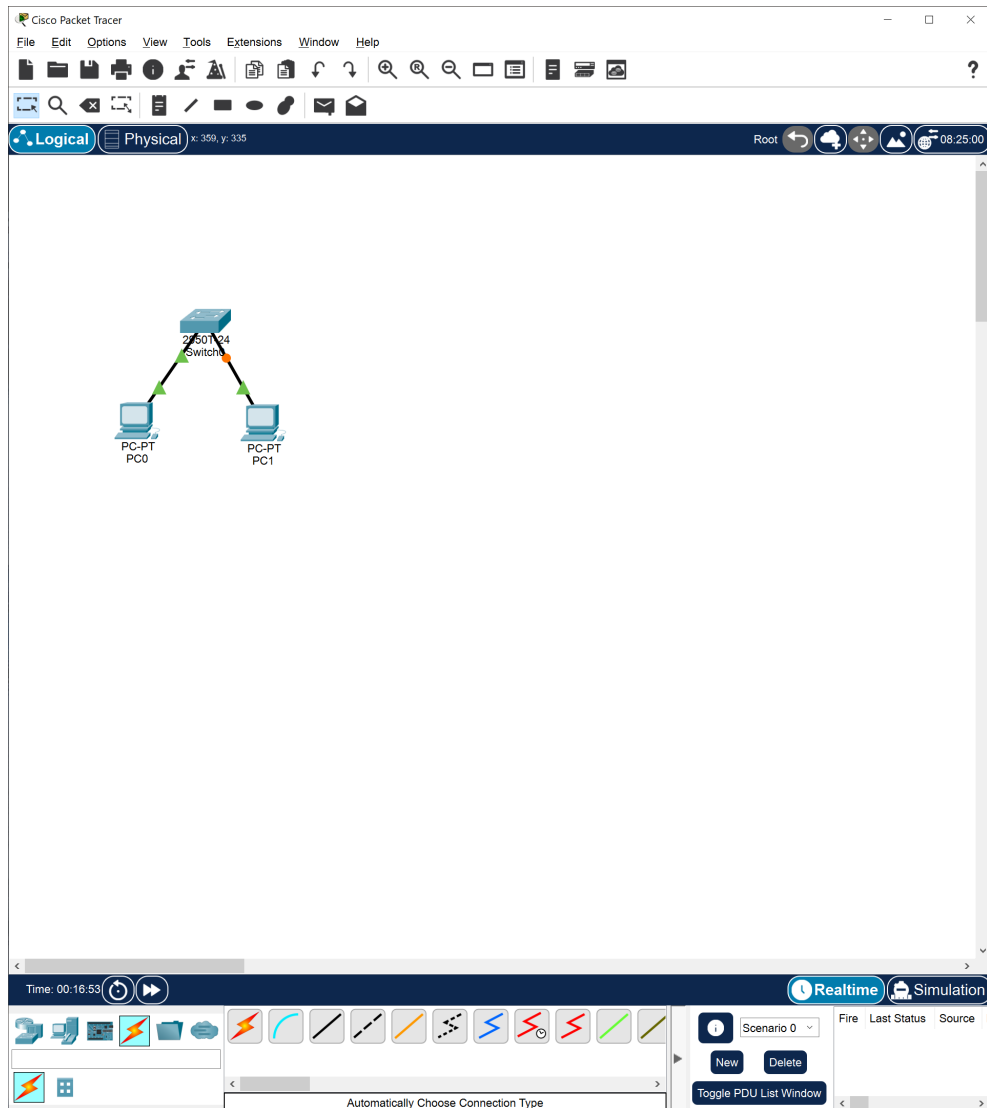 Cisco Packet Tracer
File Edit Options View Tools Extensions Window Help
Logical Physical x: 359, y: 335 Root 08:25:00
2950T-24
Switch0
PC-PT
PC0
PC-PT
PC1
Time: 00:16:53 Realtime Simulation
Scenario 0
Fire Last Status Source
New Delete
Toggle PDU List Window
Automatically Choose Connection Type